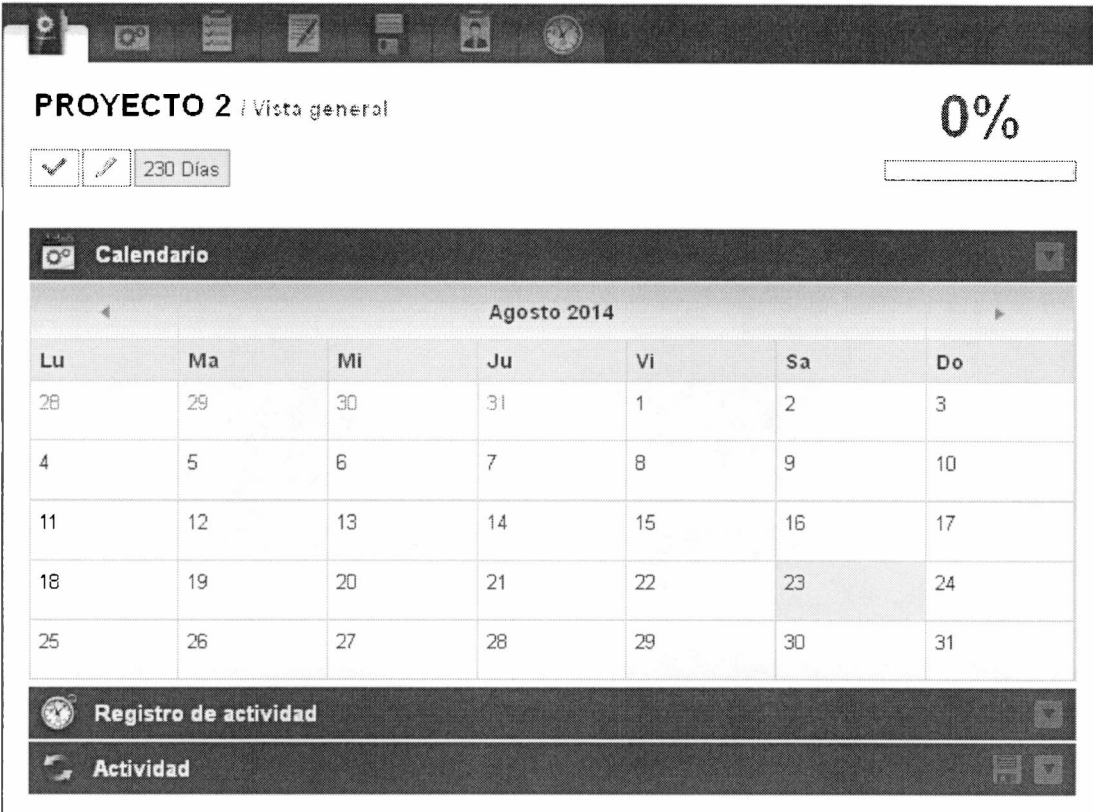 PROYECTO 2 / Vista general
0%
230 Días
Calendario
Agosto 2014
Lu Ma Mi Ju Vi Sa Do
28 29 30 31 1 2 3
4 5 6 7 8 9 10
11 12 13 14 15 16 17
18 19 20 21 22 23 24
25 26 27 28 29 30 31
Registro de actividad
Actividad